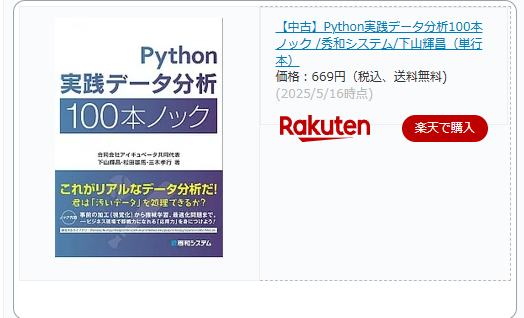 Python
実践データ分析
100本ノック
合同会社アイキュベータ共同代表
下山輝昌・松田雄馬・三木孝行 著
これがリアルなデータ分析だ!
君は「汚いデータ」を処理できるか?
事前の加工(視覚化)から機械学習、最適化問題まで、
ービジネス現場で即戦力になれる「応用力」を身につけよう!
秀和システム
【中古】Python実践データ分析100本
ノック /秀和システム/下山輝昌(単行
本)
価格:669円(税込、送料無料)
(2025/5/16時点)
Rakuten
楽天で購入